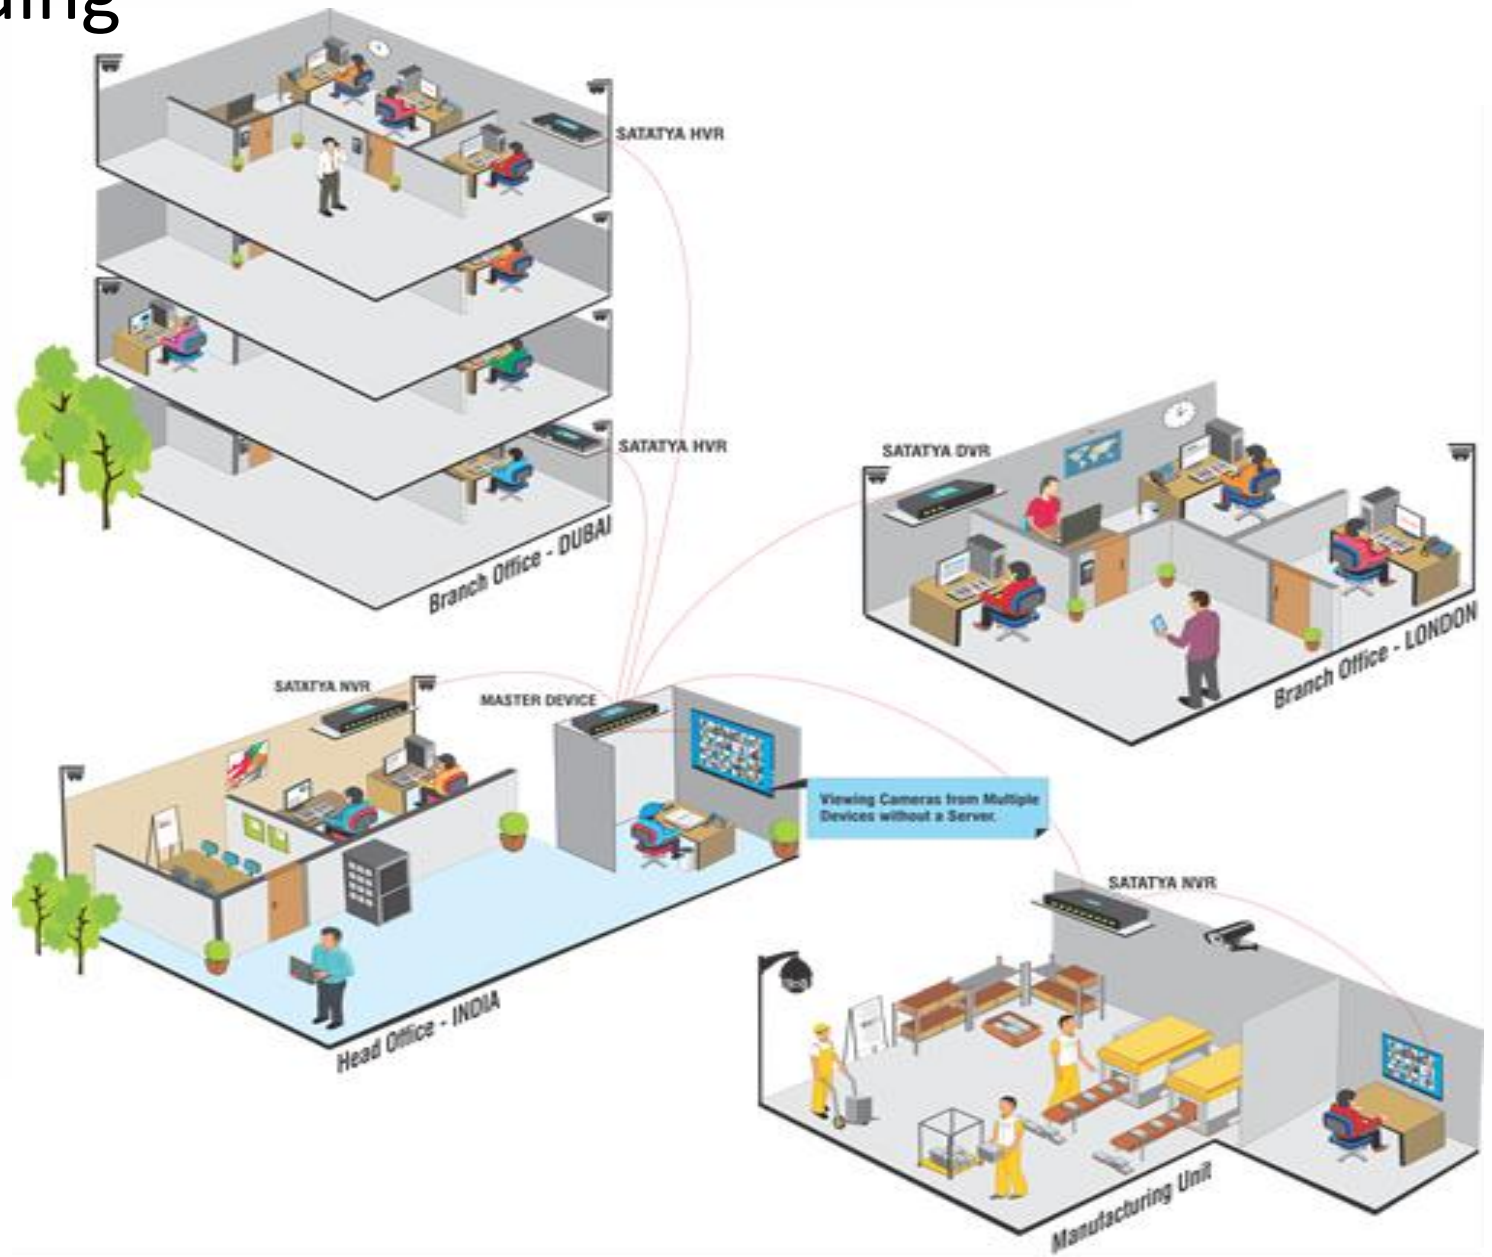 SATATYA HVR
SATATYA HVR
Branch Office - DUBAI
SATATYA DVR
Branch Office - LONDON
SATATYA NVR
MASTER DEVICE
Viewing Cameras from Multiple
Devices without a Server.
Head Office - INDIA
SATATYA NVR
Manufacturing Unit